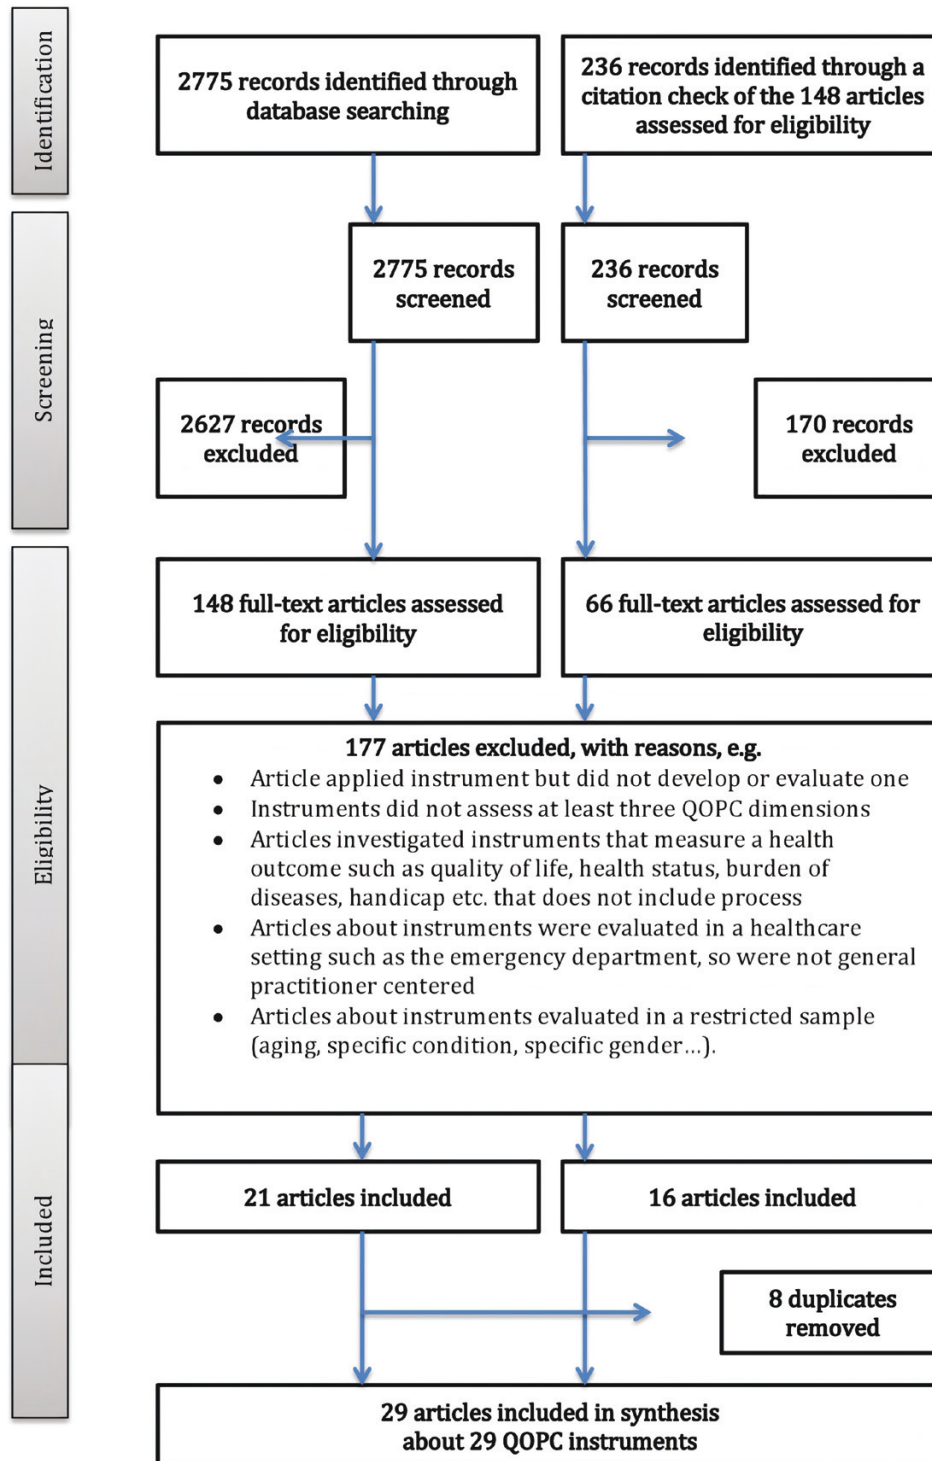 Identification
2775 records identified through
database searching
236 records identified through a
citation check of the 148 articles
assessed for eligibility
Screening
2775 records
screened
236 records
screened
2627 records
excluded
170 records
excluded
Eligibility
148 full-text articles assessed
for eligibility
66 full-text articles assessed for
eligibility
177 articles excluded, with reasons, e.g.
• Article applied instrument but did not develop or evaluate one
• Instruments did not assess at least three QOPC dimensions
• Articles investigated instruments that measure a health
outcome such as quality of life, health status, burden of
diseases, handicap etc. that does not include process
• Articles about instruments were evaluated in a healthcare
setting such as the emergency department, so were not general
practitioner centered
• Articles about instruments evaluated in a restricted sample
(aging, specific condition, specific gender...).
Included
21 articles included
16 articles included
8 duplicates
removed
29 articles included in synthesis
about 29 QOPC instruments